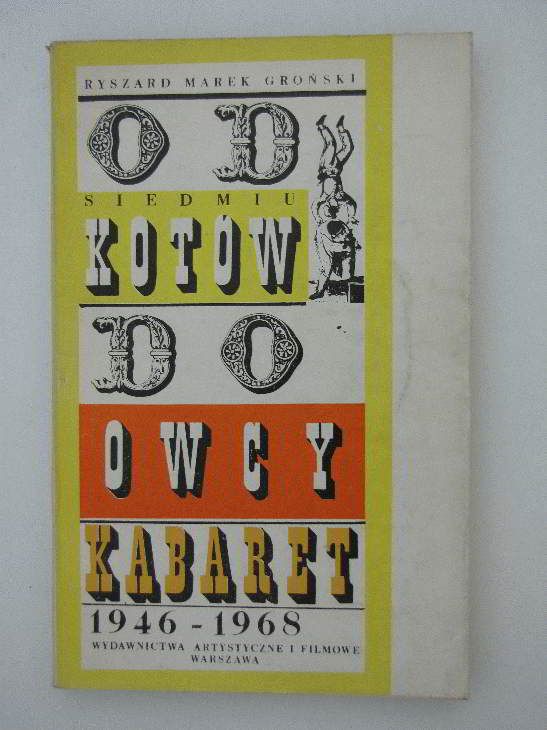 RYSZARD MAREK GROŃSKI
OD
SIEDMIU
KOTÓW
DO
OWCY
KABARET
1946-1968
WYDAWNICTWA ARTYSTYCZNE I FILMOWE
WARSZAWA